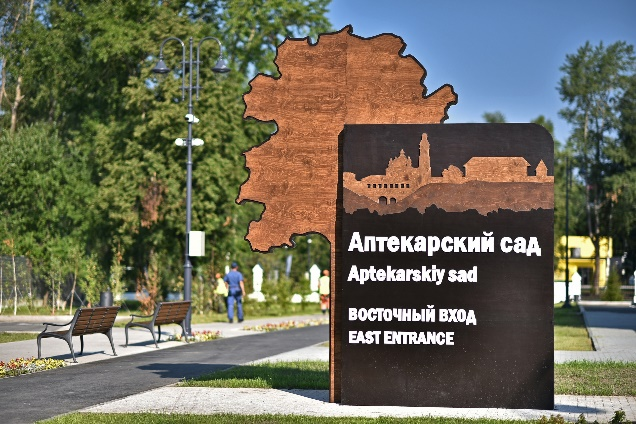 Аптекарский сад
Aptekarskiy sad
ВОСТОЧНЫЙ ВХОД
EAST ENTRANCE